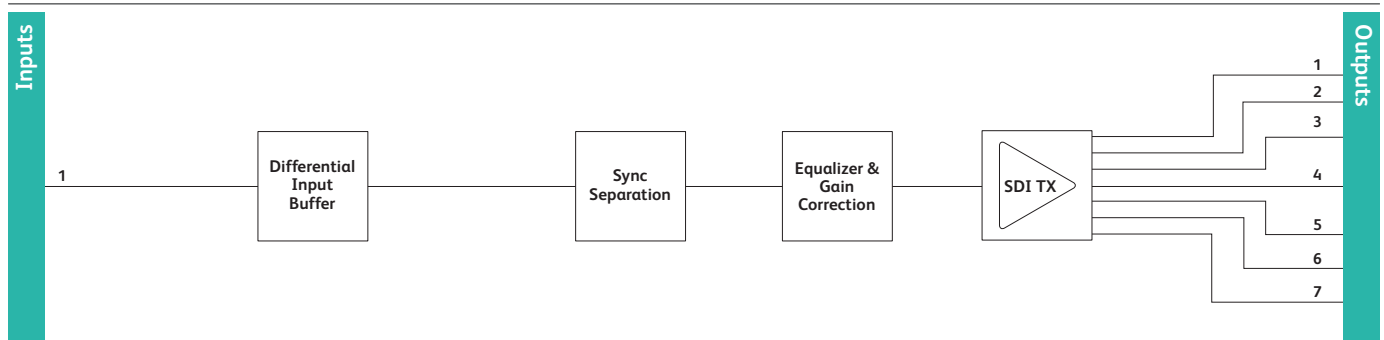 Inputs
1
Differential
Input
Buffer
Sync
Separation
Equalizer &
Gain
Correction
SDI TX
1
2
3
4
5
6
7
Outputs